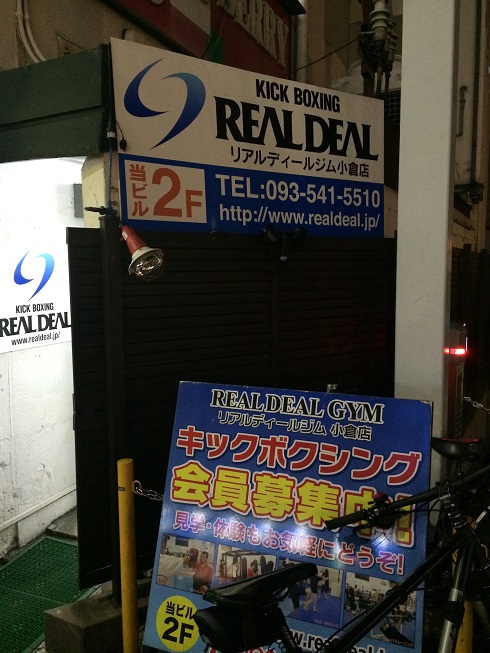 BERRY
KICK BOXING
REAL DEAL
リアルディールジム小倉店
当ビル
2F
TEL:093-541-5510
http://www.realdeal.jp/
KICK BOXING
REAL DEAL
www.realdeal.jp/
REAL DEAL GYM
リアルディールジム 小倉店
キックボクシング
会員募集中!
見学・体験もお気軽にどうぞ!
当ビル
2F